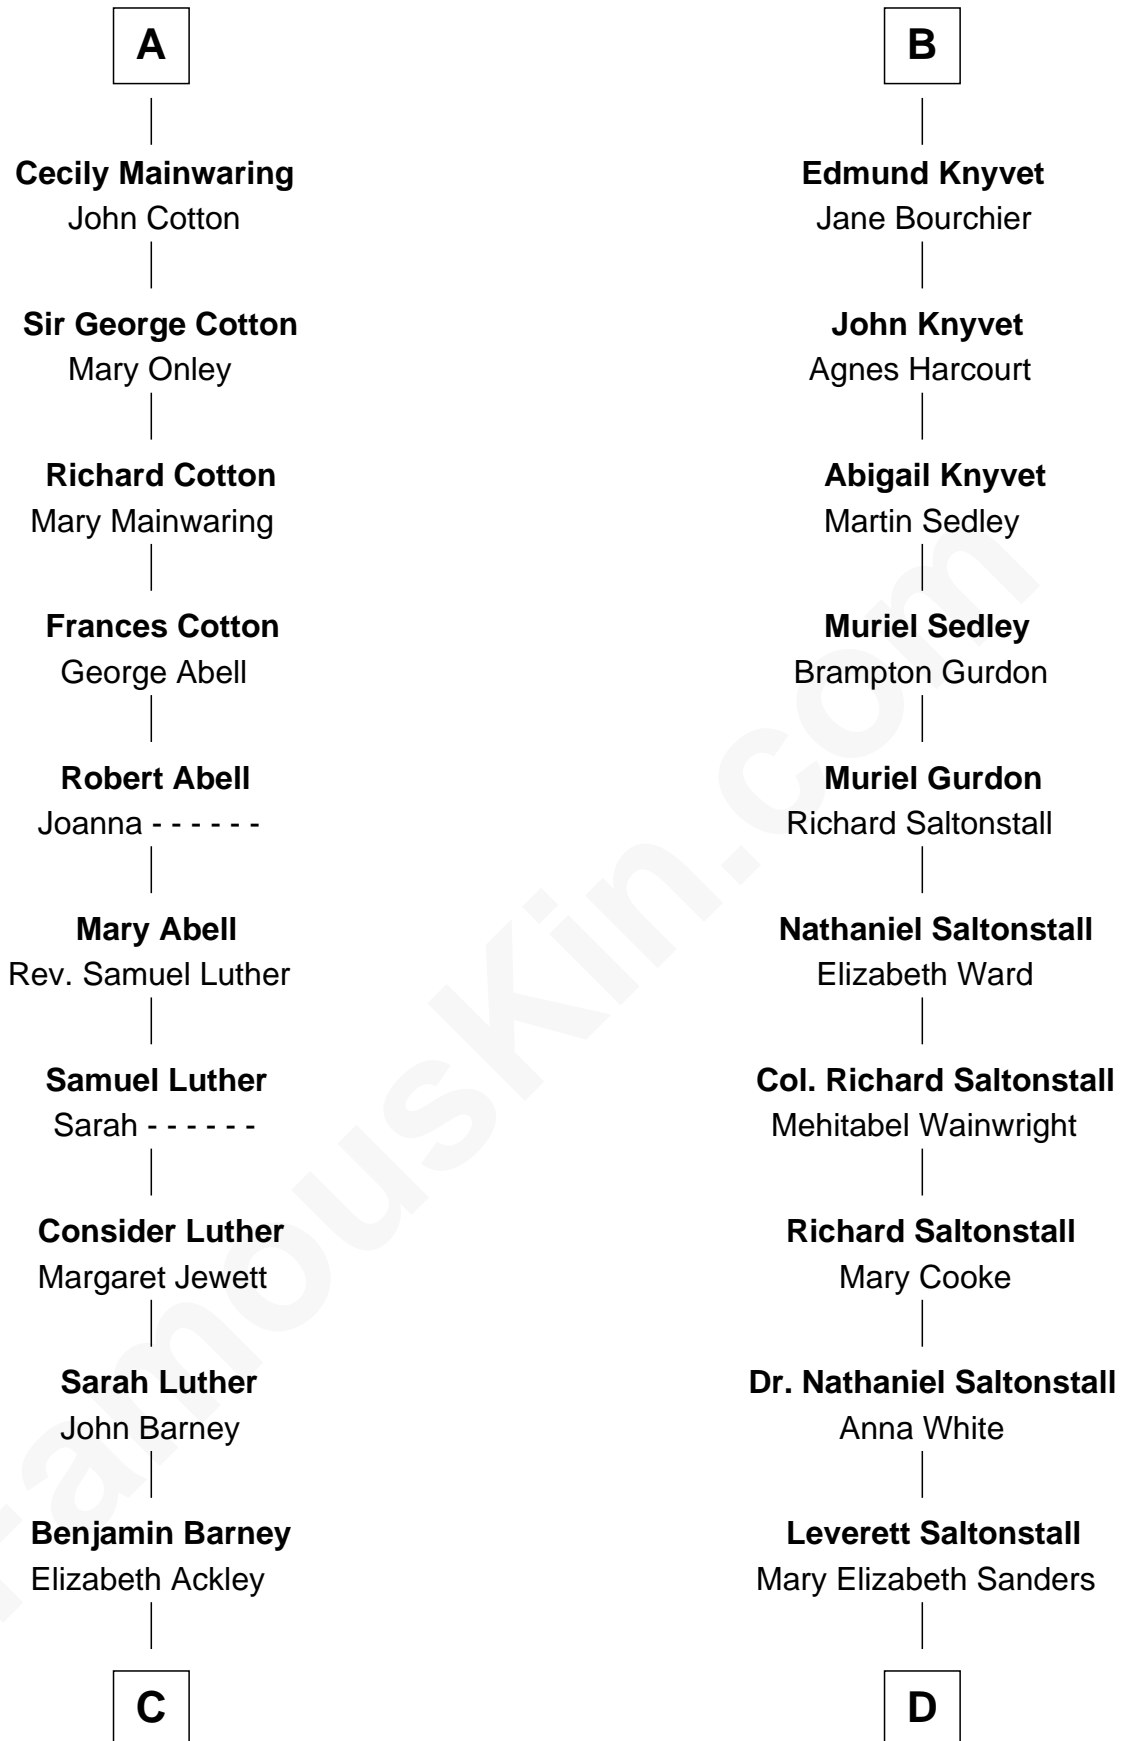 A
Cecily Mainwaring
John Cotton
Sir George Cotton
Mary Onley
Richard Cotton
Mary Mainwaring
Frances Cotton
George Abell
Robert Abell
Joanna - - - - - -
Mary Abell
Rev. Samuel Luther
Samuel Luther
Sarah - - - - - -
Consider Luther
Margaret Jewett
Sarah Luther
John Barney
Benjamin Barney
Elizabeth Ackley
C
B
Edmund Knyvet
Jane Bourchier
John Knyvet
Agnes Harcourt
Abigail Knyvet
Martin Sedley
Muriel Sedley
Brampton Gurdon
Muriel Gurdon
Richard Saltonstall
Nathaniel Saltonstall
Elizabeth Ward
Col. Richard Saltonstall
Mehitabel Wainwright
Richard Saltonstall
Mary Cooke
Dr. Nathaniel Saltonstall
Anna White
Leverett Saltonstall
Mary Elizabeth Sanders
D
FamousKin.com